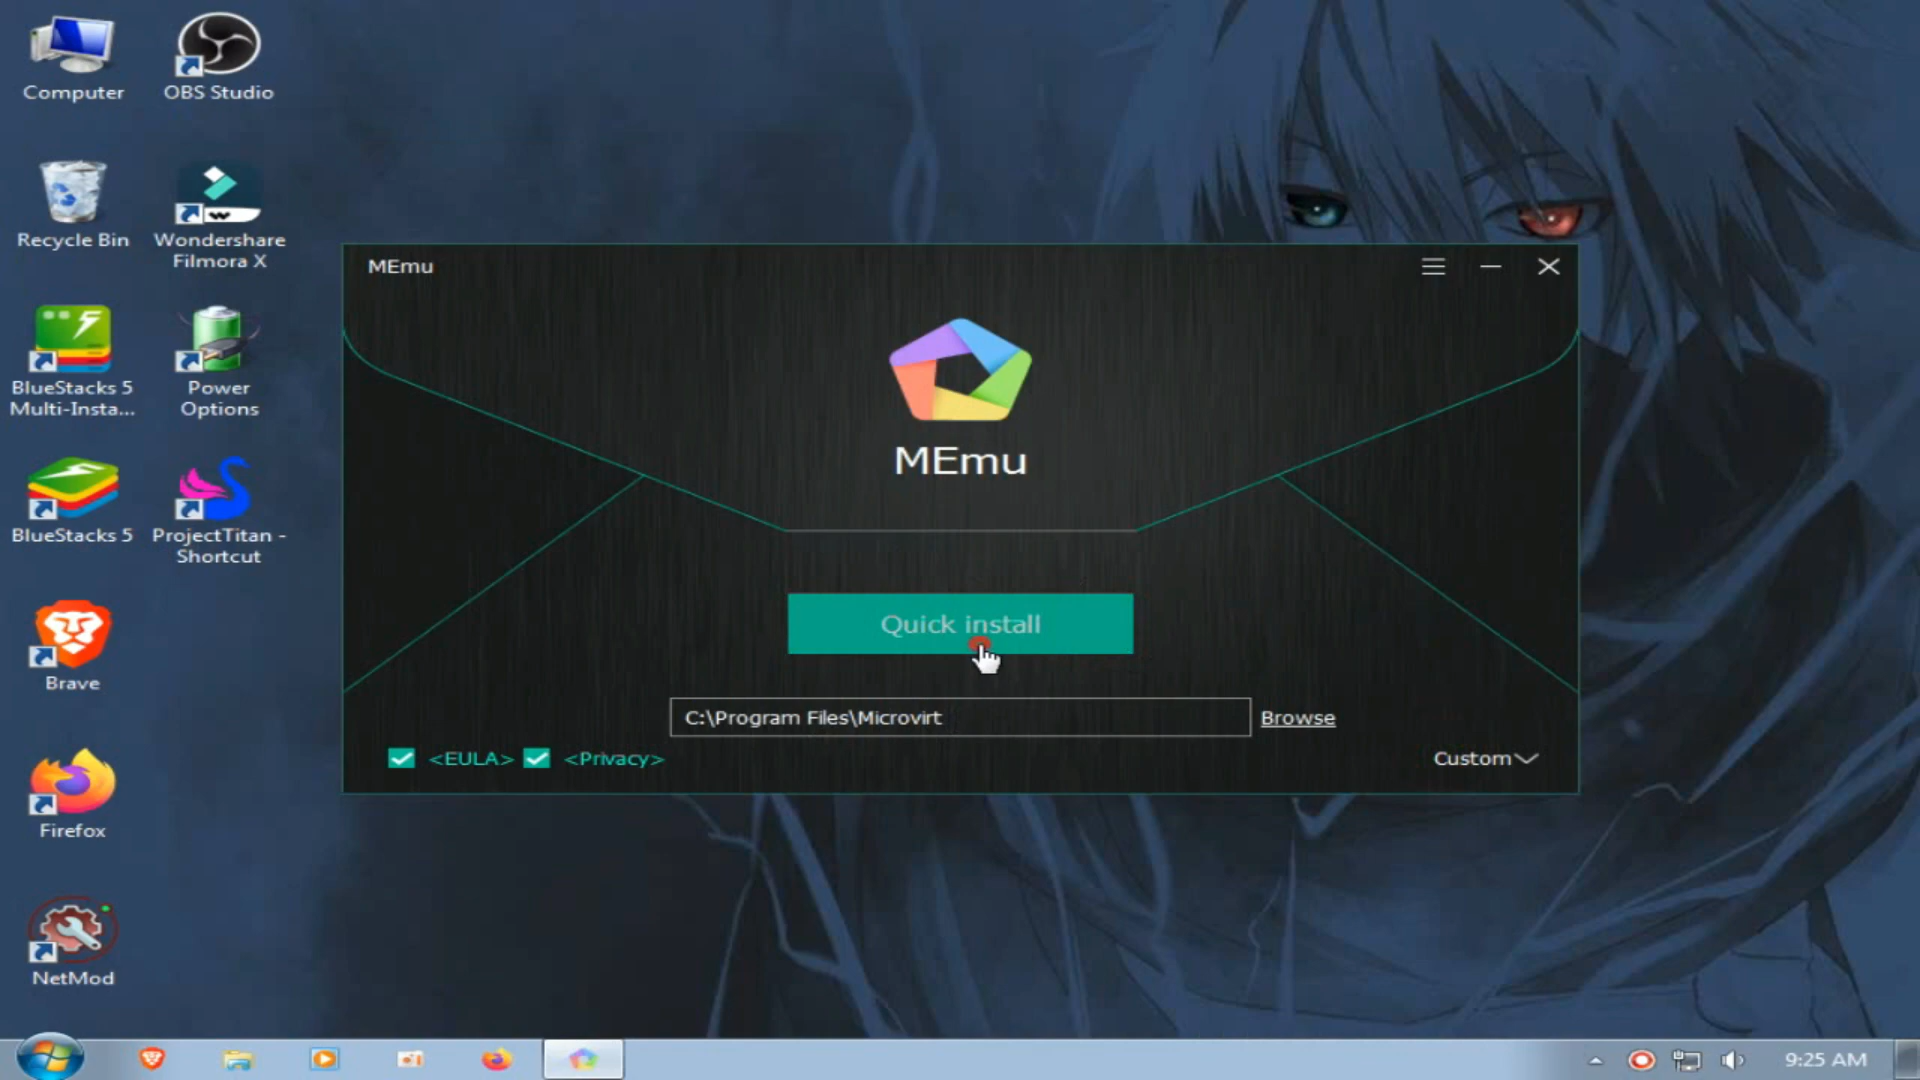 Computer
OBS Studio
Recycle Bin
Wondershare
Filmora X
BlueStacks 5
Multi-Insta...
Power
Options
BlueStacks 5
ProjectTitan -
Shortcut
Brave
Firefox
NetMod
MEmu
MEmu
Quick install
C:\Program Files\Microvirt
Browse
<EULA>
<Privacy>
Custom
9:25 AM